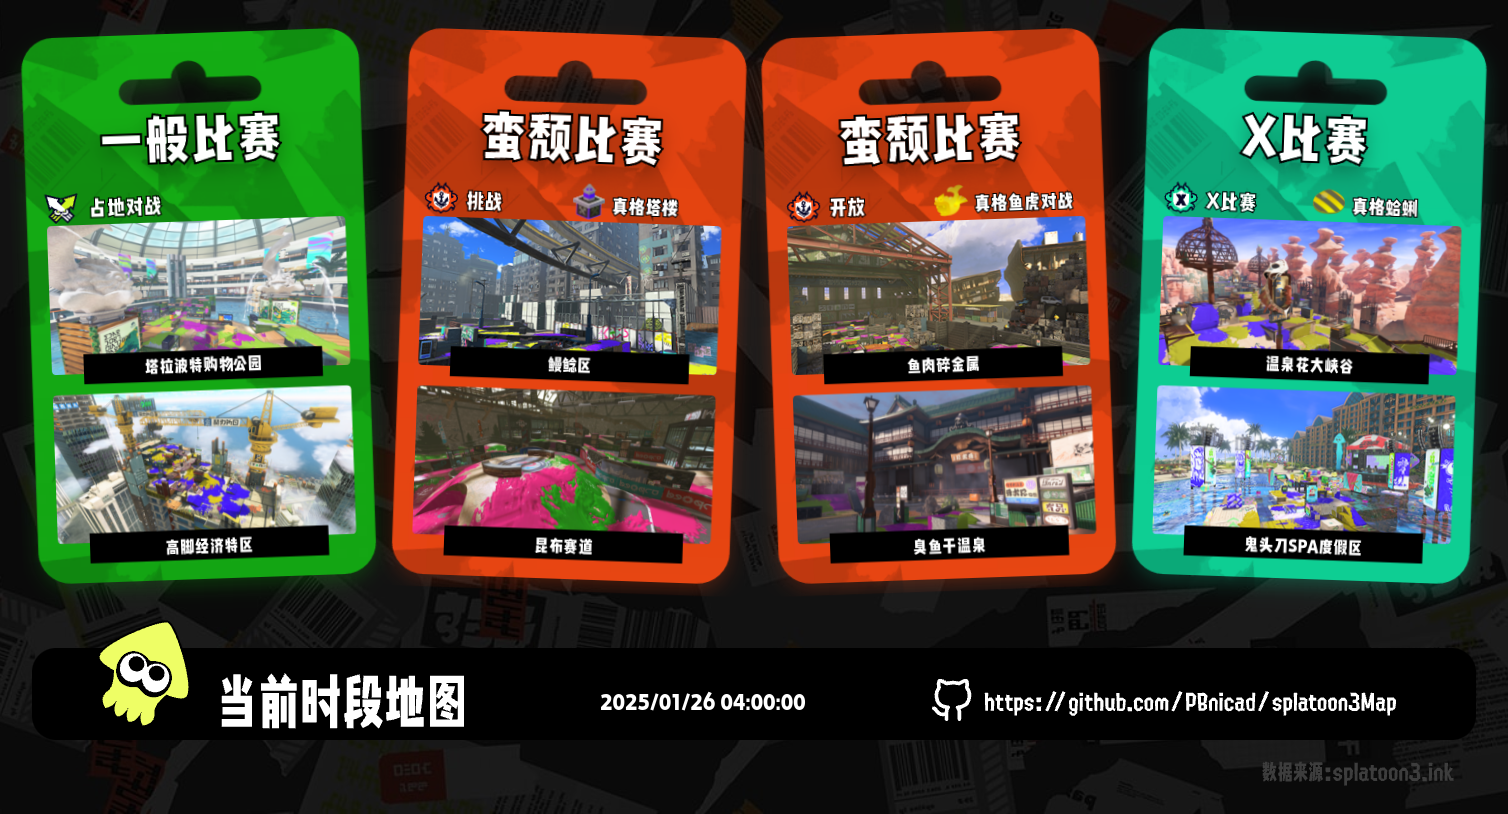 一般比赛
占地对战
塔拉波特购物公园
高脚经济特区
蛮颓比赛
挑战
真格塔楼
鳗鲶区
昆布赛道
蛮颓比赛
开放
真格鱼虎对战
鱼肉碎金属
臭鱼干温泉
X比赛
X比赛
真格蛤蜊
温泉花大峡谷
鬼头刀SPA度假区
当前时段地图
2025/01/26 04:00:00
https://github.com/PBnicad/splatoon3Map
数据来源:splatoon3.ink